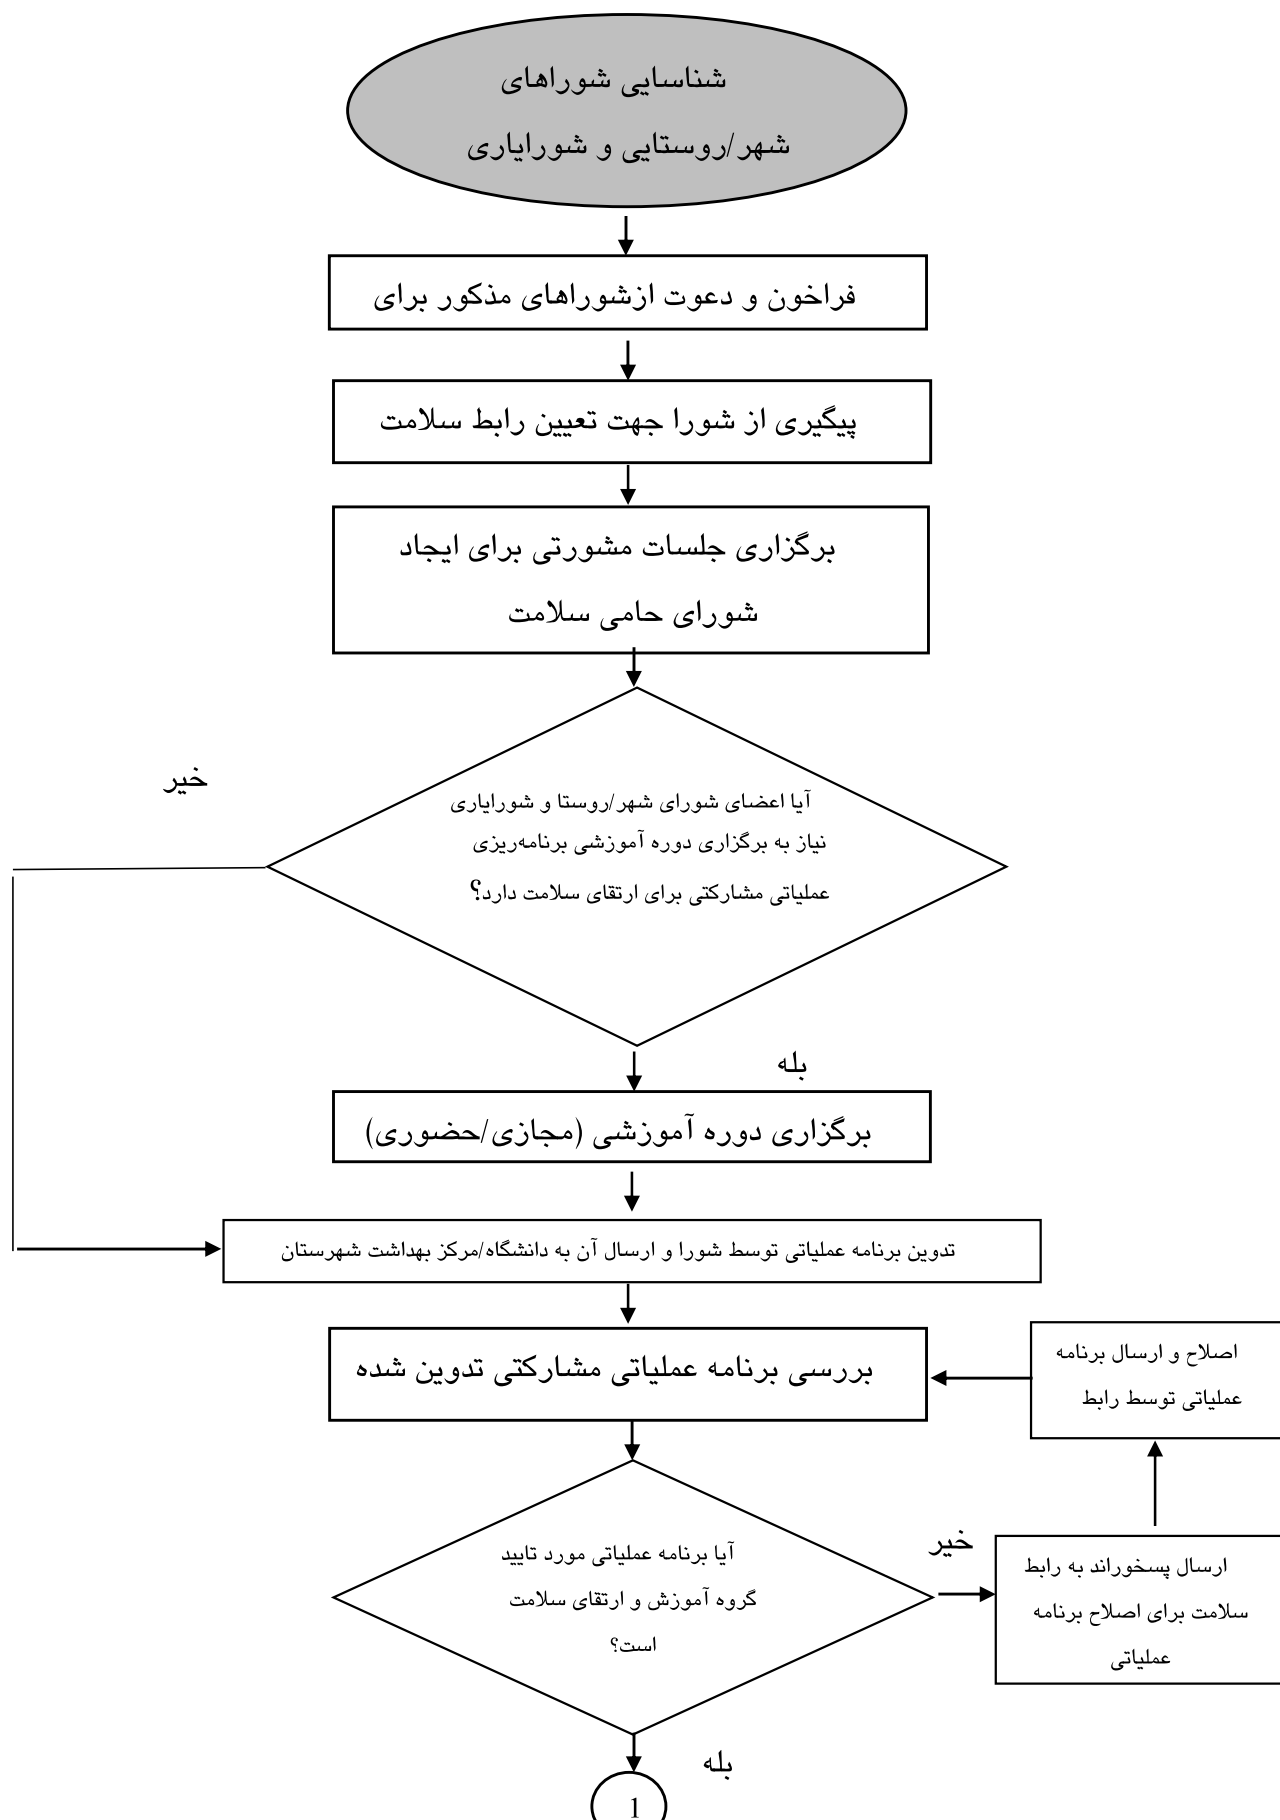 شناسایی شوراهای
شهر/روستایی و شورایاری
فراخون و دعوت ازشوراهای مذکور برای
پیگیری از شورا جهت تعیین رابط سلامت
برگزاری جلسات مشورتی برای ایجاد
شورای حامی سلامت
خیر
آیا اعضای شورای شهر/روستا و شورایاری
نیاز به برگزاری دوره آموزشی برنامه‌ریزی
عملیاتی مشارکتی برای ارتقای سلامت دارد؟
بله
برگزاری دوره آموزشی (مجازی/حضوری)
تدوین برنامه عملیاتی توسط شورا و ارسال آن به دانشگاه/مرکز بهداشت شهرستان
بررسی برنامه عملیاتی مشارکتی تدوین شده
اصلاح و ارسال برنامه
عملیاتی توسط رابط
آیا برنامه عملیاتی مورد تایید
گروه آموزش و ارتقای سلامت
است؟
خیر
ارسال پسخوراند به رابط
سلامت برای اصلاح برنامه
عملیاتی
بله
1